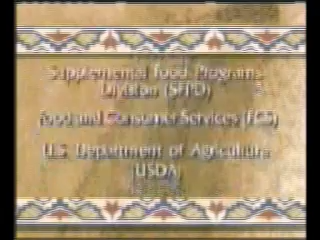 Supplemental Food Programs
Division (SFPD)
Food and Consumer Services (FCS)
U.S. Department of Agriculture
(USDA)